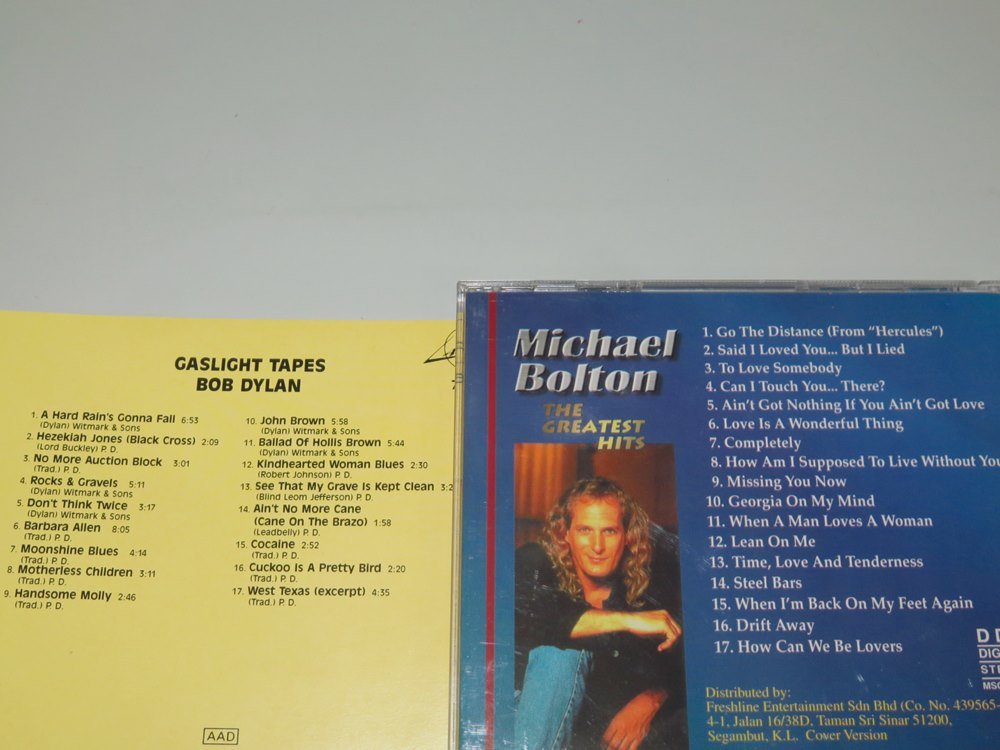 GASLIGHT TAPES
BOB DYLAN
1. A Hard Rain's Gonna Fall 6:53
(Dylan) Witmark & Sons
2. Hezekiah Jones (Black Cross) 2:09
(Lord Buckley) P. D.
3. No More Auction Block 3:01
(Trad.) P. D.
4. Rocks & Gravels 5:11
(Dylan) Witmark & Sons
5. Don't Think Twice 3:17
(Dylan) Witmark & Sons
6. Barbara Allen 8:05
(Trad.) P. D.
7. Moonshine Blues 4:14
(Trad.) P. D.
8. Motherless Children 3:11
(Trad.) P. D.
9. Handsome Molly 2:46
(Trad.) P. D.
10. John Brown 5:58
(Dylan) Witmark & Sons
11. Ballad Of Hollis Brown 5:44
(Dylan) Witmark & Sons
12. Kindhearted Woman Blues 2:30
(Robert Johnson) P. D.
13. See That My Grave Is Kept Clean 3:2
(Blind Leom Jefferson) P. D.
14. Ain't No More Cane
(Cane On The Brazo) 1:58
(Leadbelly) P. D.
15. Cocaine 2:52
(Trad.) P. D.
16. Cuckoo Is A Pretty Bird 2:20
(Trad.) P. D.
17. West Texas (excerpt) 4:35
(Trad.) P. D.
AAD
Michael
Bolton
THE
GREATEST
HITS
1. Go The Distance (From "Hercules")
2. Said I Loved You... But I Lied
3. To Love Somebody
4. Can I Touch You... There?
5. Ain't Got Nothing If You Ain't Got Love
6. Love Is A Wonderful Thing
7. Completely
8. How Am I Supposed To Live Without You
9. Missing You Now
10. Georgia On My Mind
11. When A Man Loves A Woman
12. Lean On Me
13. Time, Love And Tenderness
14. Steel Bars
15. When I'm Back On My Feet Again
16. Drift Away
17. How Can We Be Lovers
Distributed by:
Freshline Entertainment Sdn Bhd (Co. No. 439565-
4-1, Jalan 16/38D, Taman Sri Sinar 51200,
Segambut, K.L. Cover Version